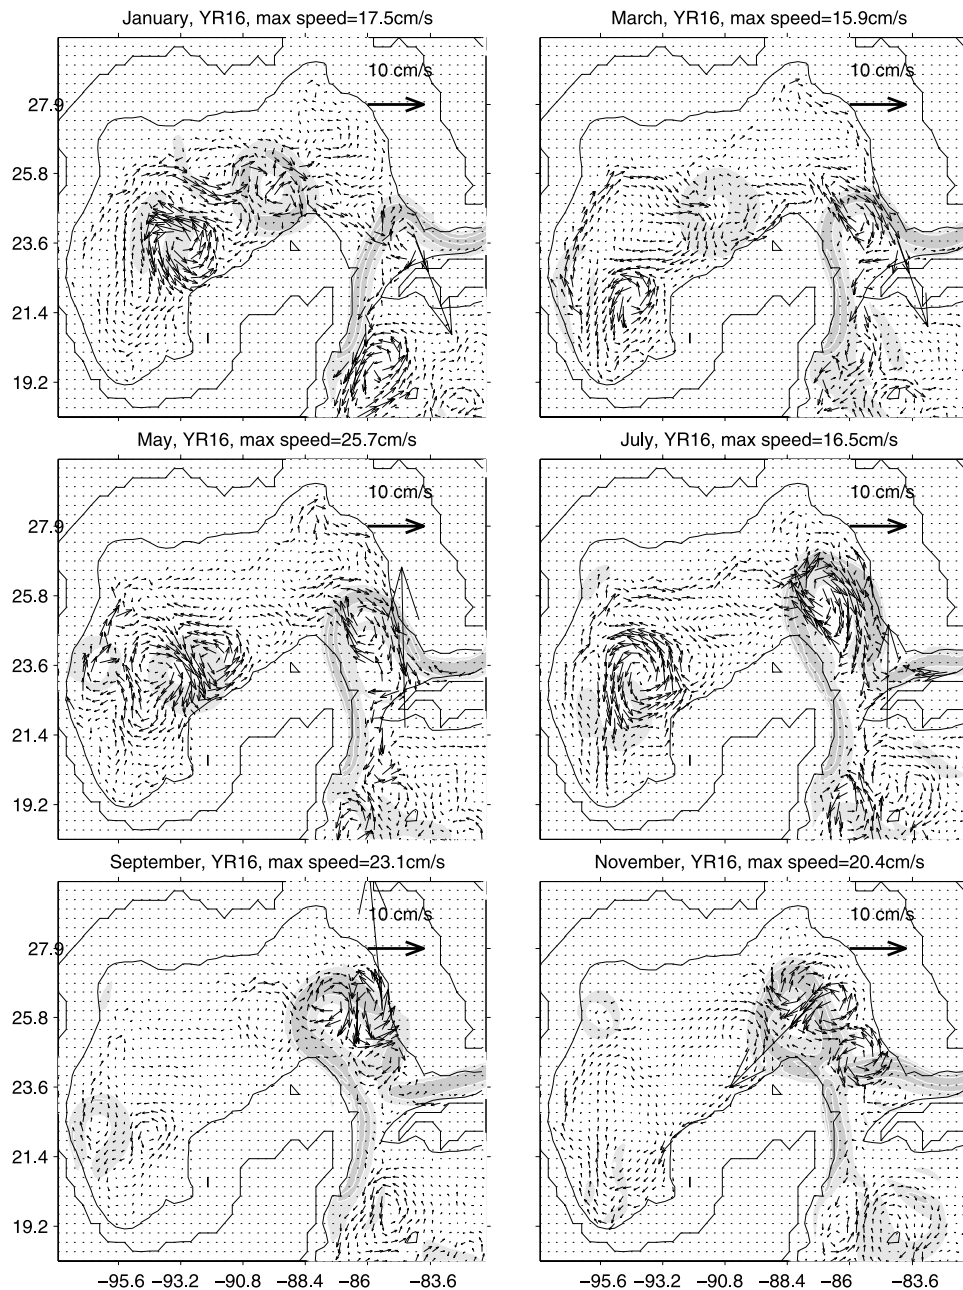 January, YR16, max speed=17.5cm/s
March, YR16, max speed=15.9cm/s
10 cm/s
10 cm/s
27.9
25.8
23.6
21.4
19.2
May, YR16, max speed=25.7cm/s
July, YR16, max speed=16.5cm/s
10 cm/s
10 cm/s
27.9
25.8
23.6
21.4
19.2
September, YR16, max speed=23.1cm/s
November, YR16, max speed=20.4cm/s
10 cm/s
10 cm/s
27.9
25.8
23.6
21.4
19.2
−95.6 −93.2 −90.8 −88.4 −86 −83.6
−95.6 −93.2 −90.8 −88.4 −86 −83.6